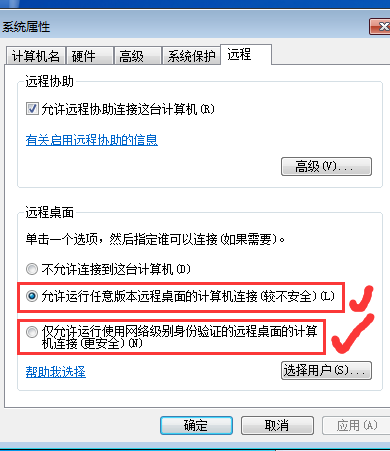 系统属性
计算机名 硬件 高级 系统保护 远程
远程协助
允许远程协助连接这台计算机(R)
有关启用远程协助的信息
高级(V)...
远程桌面
单击一个选项，然后指定谁可以连接(如果需要)。
不允许连接到这台计算机(D)
允许运行任意版本远程桌面的计算机连接(较不安全)(L)
仅允许运行使用网络级别身份验证的远程桌面的计算
机连接(更安全)(N)
帮助我选择
选择用户(S)...
确定 取消 应用(A)